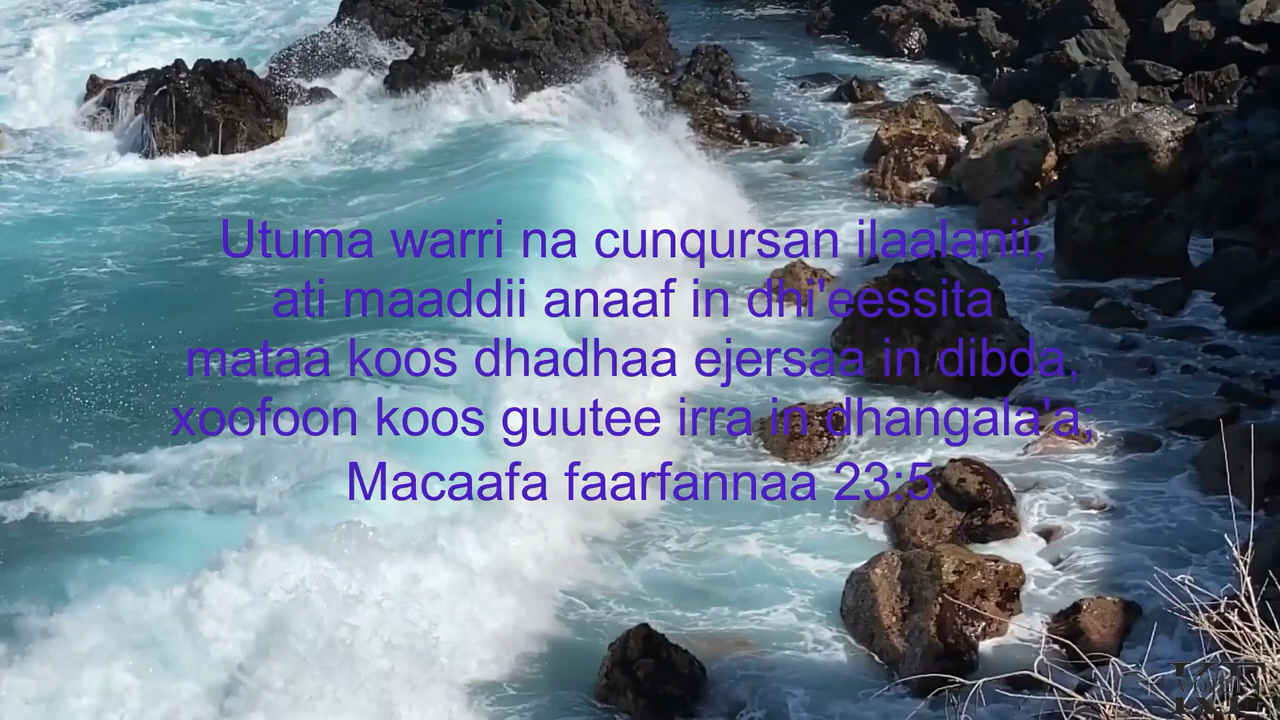 Utuma warri na cunqursan ilaalanii,
ati maaddii anaaf in dhi'eessita
mataa koos dhadhaa ejersaa in dibda,
xoofoon koos guutee irra in dhangala'a;
Macaafa faarfannaa 23:5